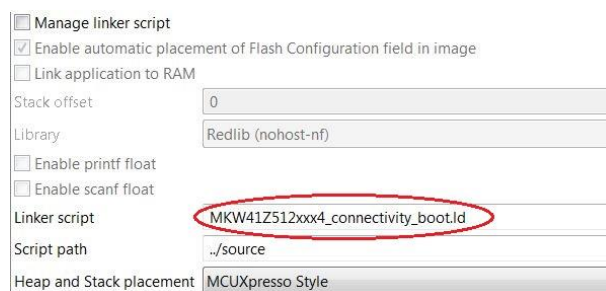 Manage linker script
Enable automatic placement of Flash Configuration field in image
Link application to RAM
Stack offset 0
Library Redlib (nohost-nf)
Enable printf float
Enable scanf float
Linker script MKW41Z512xxx4_connectivity_boot.ld
Script path ../source
Heap and Stack placement MCUXpresso Style